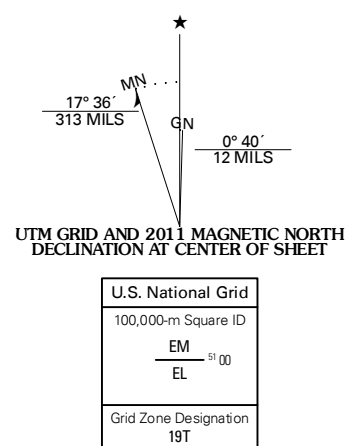 ★
MN
17° 36´
313 MILS
GN
0° 40´
12 MILS
UTM GRID AND 2011 MAGNETIC NORTH
DECLINATION AT CENTER OF SHEET
U.S. National Grid
100,000-m Square ID
EM
51 00
EL
Grid Zone Designation
19T